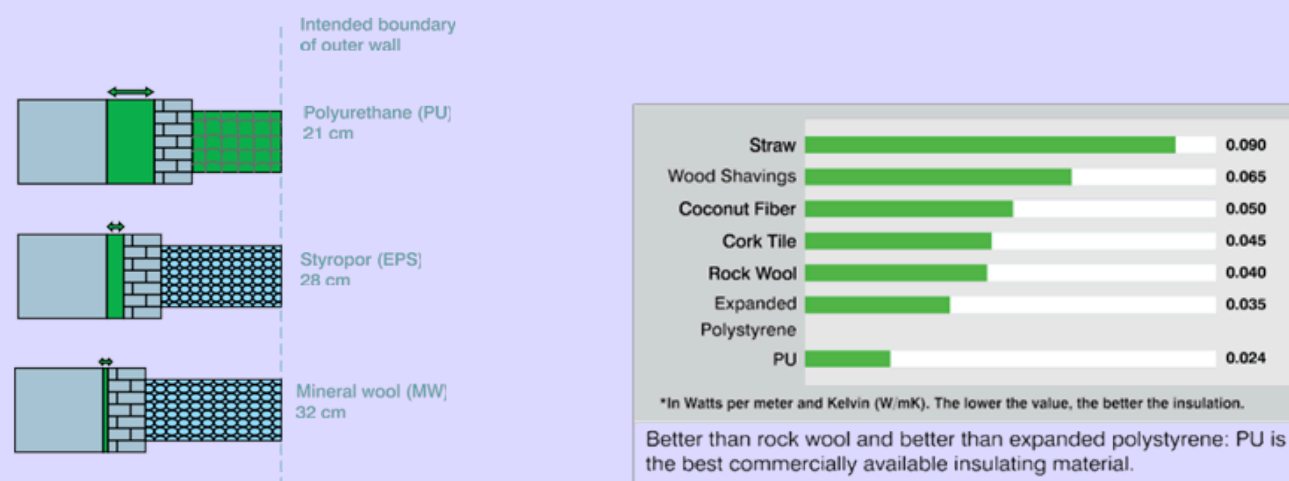 Intended boundary
of outer wall
Polyurethane (PU)
21 cm
Styropor (EPS)
28 cm
Mineral wool (MW)
32 cm
Straw 0.090
Wood Shavings 0.065
Coconut Fiber 0.050
Cork Tile 0.045
Rock Wool 0.040
Expanded 0.035
Polystyrene
PU 0.024
*In Watts per meter and Kelvin (W/mK). The lower the value, the better the insulation.
Better than rock wool and better than expanded polystyrene: PU is
the best commercially available insulating material.